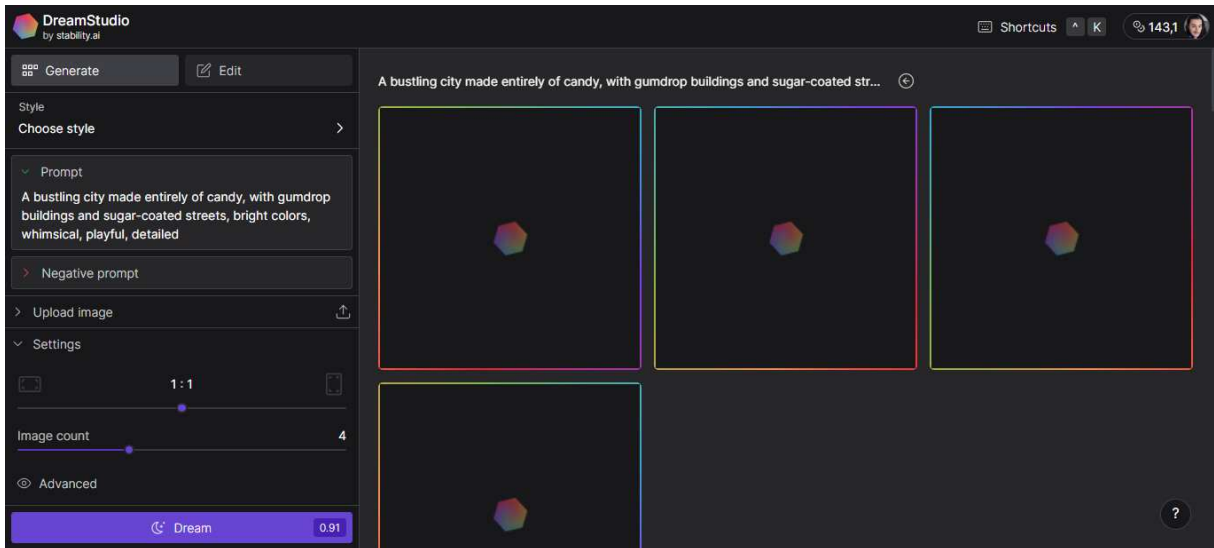 DreamStudio
by stability.ai
Shortcuts ^ K
143,1
Generate
Edit
Style
Choose style
Prompt
A bustling city made entirely of candy, with gumdrop
buildings and sugar-coated streets, bright colors,
whimsical, playful, detailed
Negative prompt
Upload image
Settings
1:1
Image count 4
Advanced
Dream 0.91
A bustling city made entirely of candy, with gumdrop buildings and sugar-coated str...
?